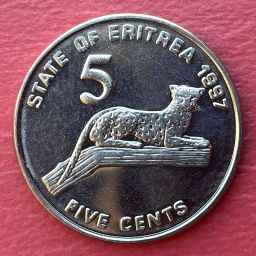 STATE OF ERITREA 1997
5
FIVE CENTS